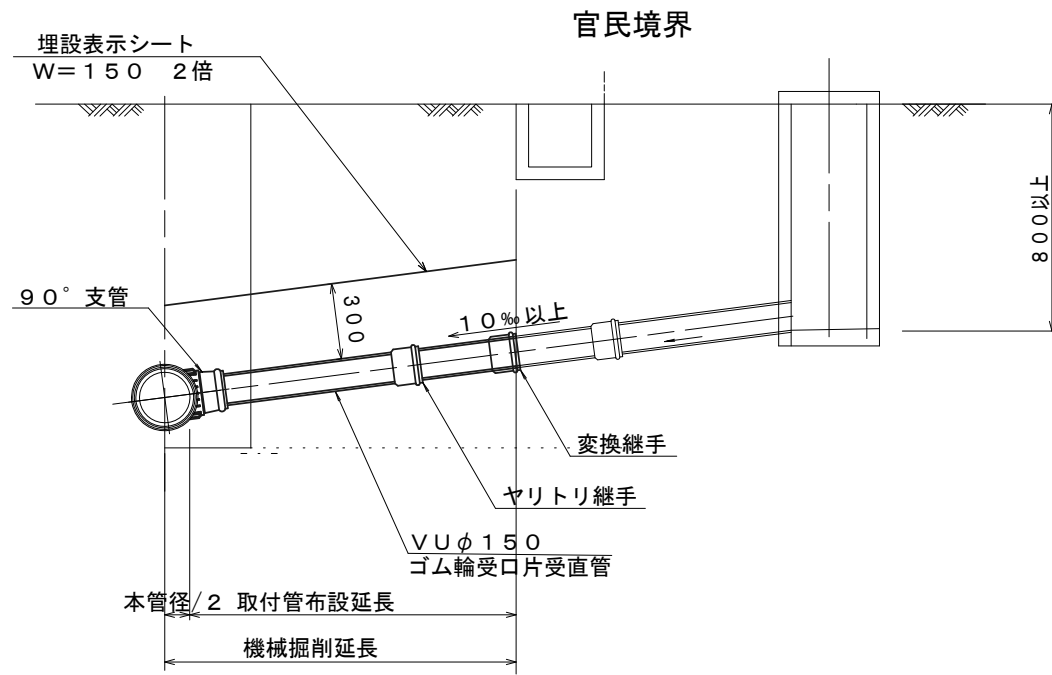 官民境界
埋設表示シート
W=150 2倍
800以上
90°支管
300
10‰以上
変換継手
ヤリトリ継手
VUφ150
ゴム輪受口片受直管
本管径/2 取付管布設延長
機械掘削延長